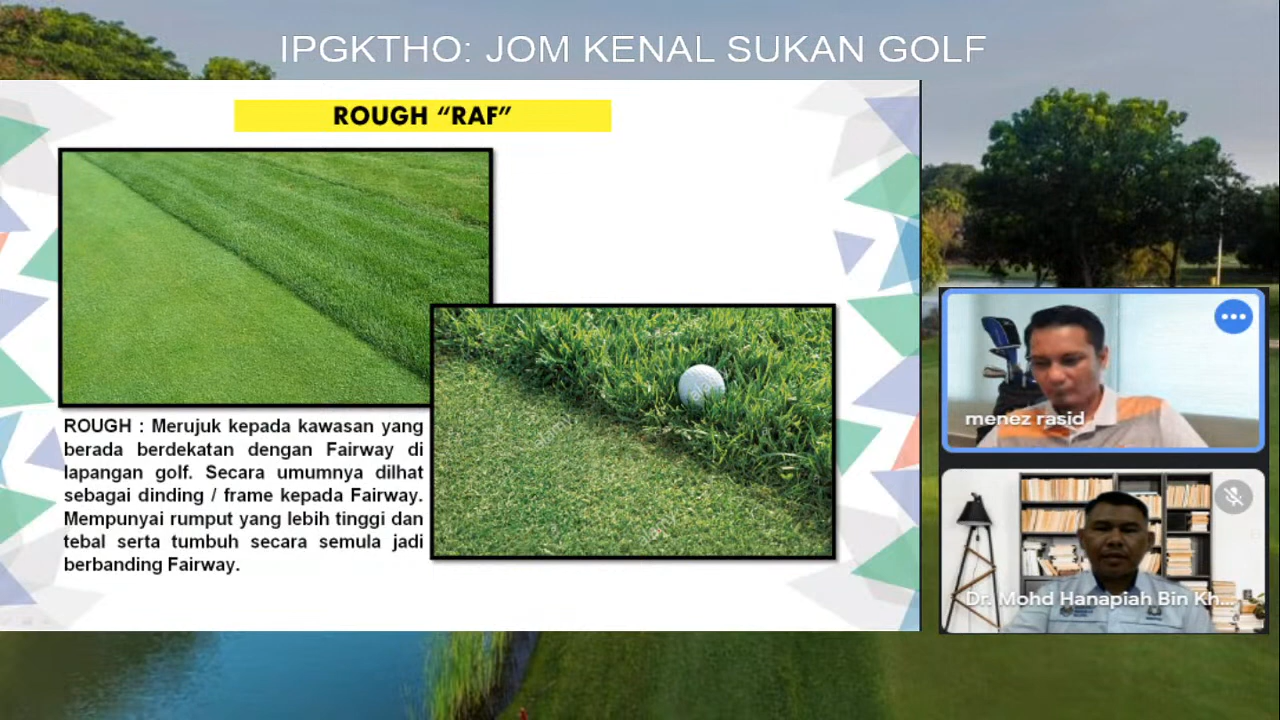 IPGKTHO: JOM KENAL SUKAN GOLF
ROUGH “RAF”
ROUGH : Merujuk kepada kawasan yang
berada berdekatan dengan Fairway di
lapangan golf. Secara umumnya dilhat
sebagai dinding / frame kepada Fairway.
Mempunyai rumput yang lebih tinggi dan
tebal serta tumbuh secara semula jadi
berbanding Fairway.
menez rasid
Dr. Mohd Hanapiah Bin Kh...